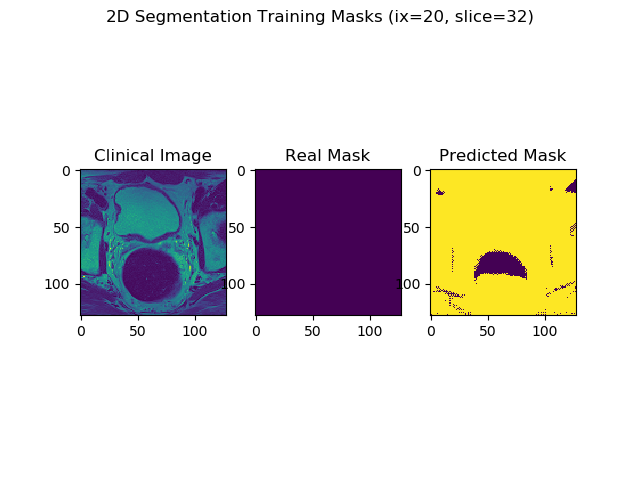 2D Segmentation Training Masks (ix=20, slice=32)
Clinical Image Real Mask Predicted Mask
0 0 0
50 50 50
100 100 100
0 50 100 0 50 100 0 50 100